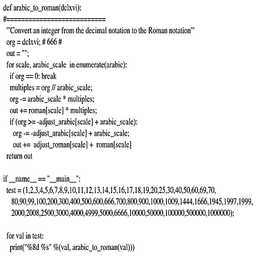 def arabic_to_roman(dclxvi):
#===========================
'''Convert an integer from the decimal notation to the Roman notation'''
org = dclxvi; # 666 #
out = "";
for scale, arabic_scale in enumerate(arabic):
if org == 0: break
multiples = org // arabic_scale;
org -= arabic_scale * multiples;
out += roman[scale] * multiples;
if (org >= -adjust_arabic[scale] + arabic_scale):
org -= -adjust_arabic[scale] + arabic_scale;
out += adjust_roman[scale] + roman[scale]
return out
if __name__ == "__main__":
test = (1,2,3,4,5,6,7,8,9,10,11,12,13,14,15,16,17,18,19,20,25,30,40,50,60,69,70,
80,90,99,100,200,300,400,500,600,666,700,800,900,1000,1009,1444,1666,1945,1997,1999,
2000,2008,2500,3000,4000,4999,5000,6666,10000,50000,100000,500000,1000000);
for val in test:
print("%8d %s" %(val, arabic_to_roman(val)))